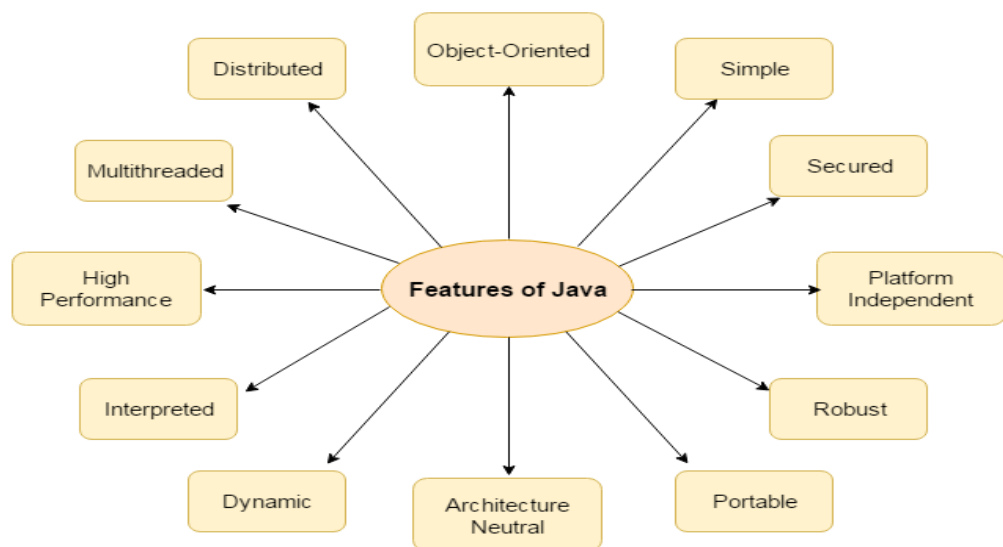 Object-Oriented
Distributed
Simple
Multithreaded
Secured
High
Performance
Features of Java
Platform
Independent
Interpreted
Robust
Dynamic
Architecture
Neutral
Portable